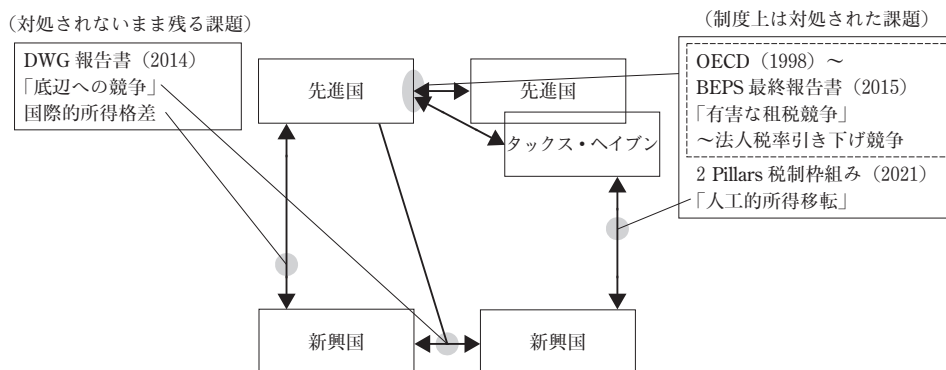 （対処されないまま残る課題）
DWG 報告書（2014）
「底辺への競争」
国際的所得格差
（制度上は対処された課題）
OECD（1998）～
BEPS 最終報告書（2015）
「有害な租税競争」
～法人税率引き下げ競争
2 Pillars 税制枠組み（2021）
「人工的所得移転」
先進国
先進国
タックス・ヘイブン
新興国
新興国